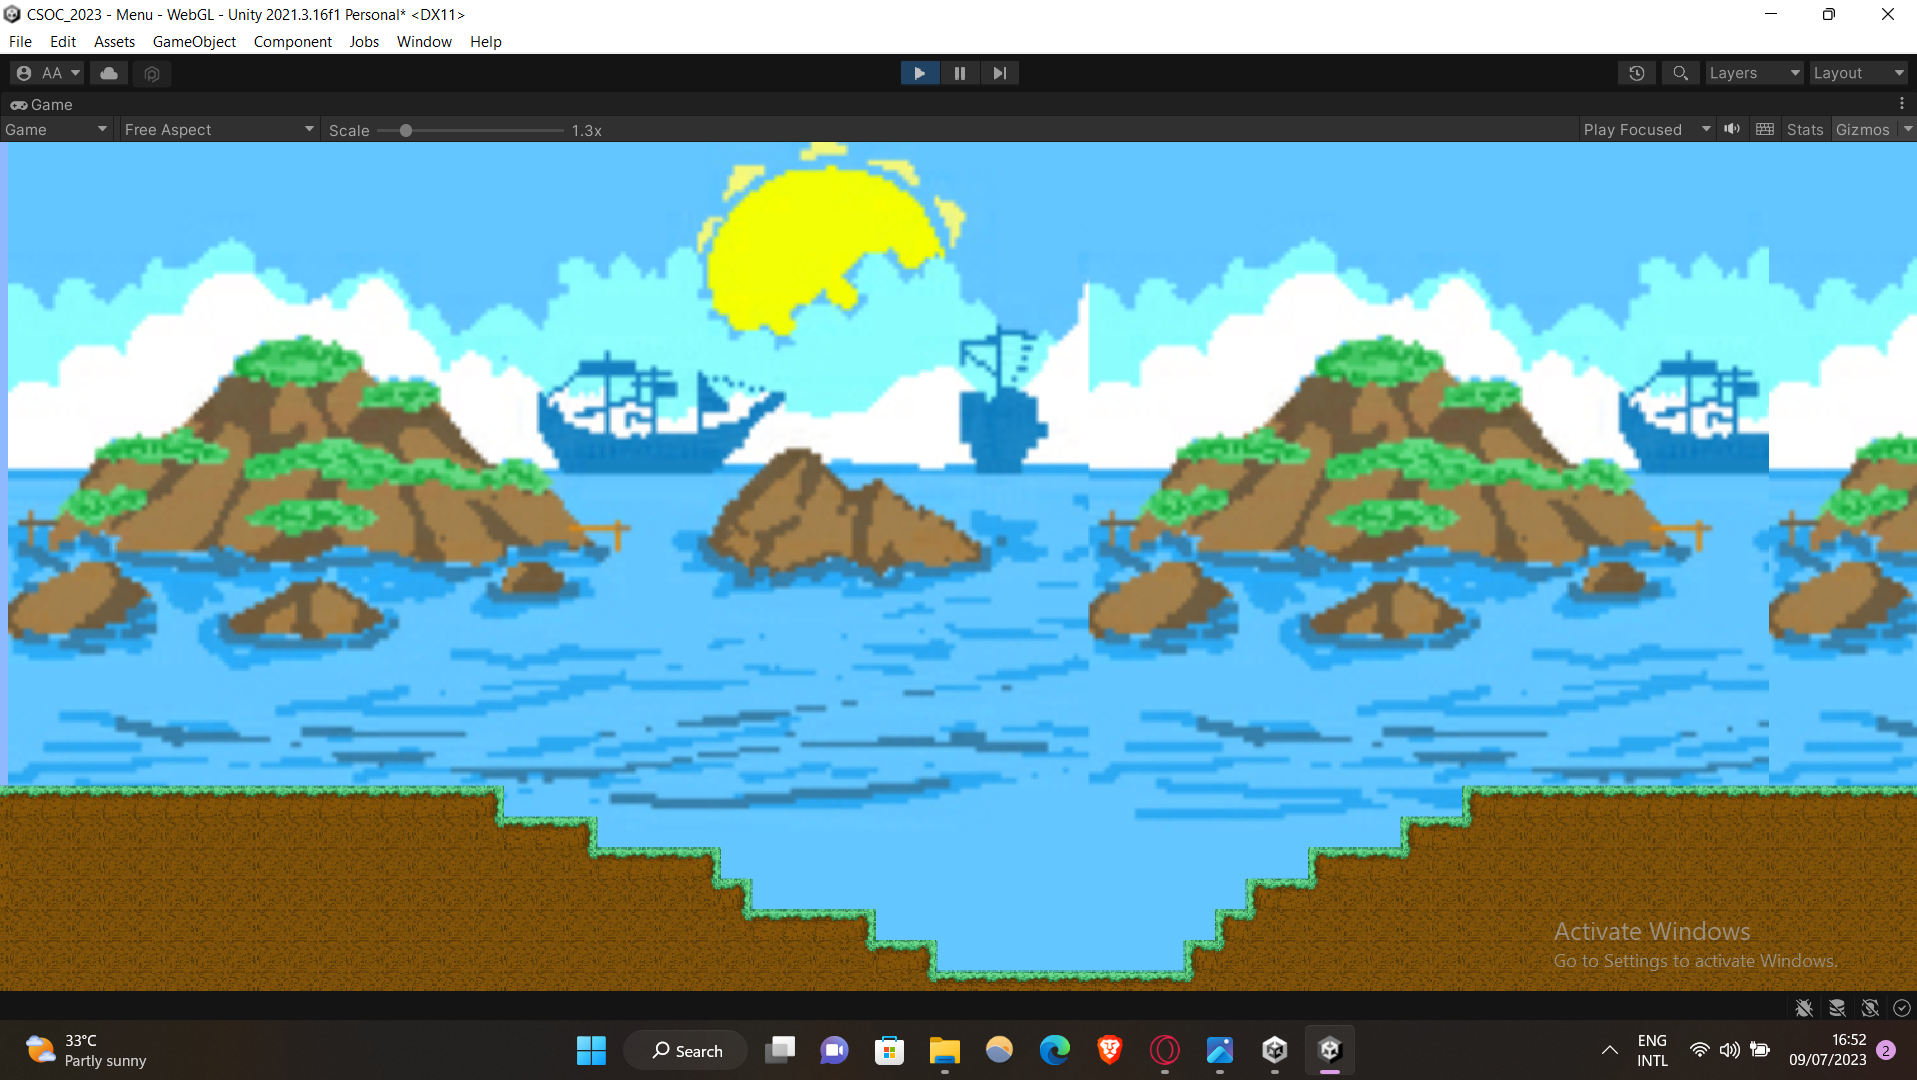 CSOC_2023 - Menu - WebGL - Unity 2021.3.16f1 Personal* <DX11>
File Edit Assets GameObject Component Jobs Window Help
AA Layers Layout
Game
Game Free Aspect Scale 1.3x Play Focused Stats Gizmos
Activate Windows
Go to Settings to activate Windows.
33°C
Partly sunny
Search
ENG
INTL
16:52
09/07/2023
2